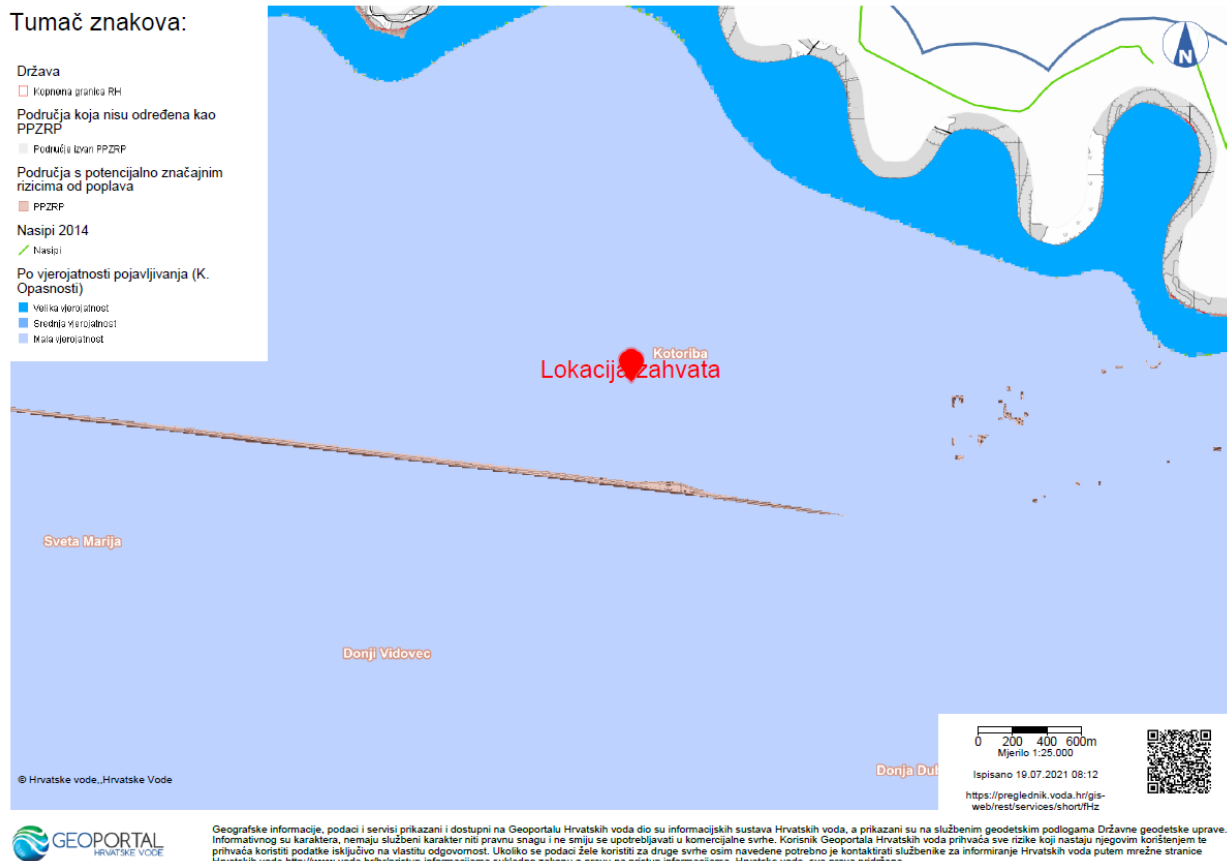 Tumač znakova:
Država
Kopnena granica RH
Područja koja nisu određena kao
PPZRP
Područja izvan PPZRP
Područja s potencijalno značajnim
rizicima od poplava
PPZRP
Nasipi 2014
Nasipi
Po vjerojatnosti pojavljivanja (K.
Opasnosti)
Velika vjerojatnost
Srednja vjerojatnost
Mala vjerojatnost
N
Kotoriba
Lokacija zahvata
Sveta Marija
Donji Vidovec
Donja Dub
0 200 400 600m
Mjerilo 1:25.000
Ispisano 19.07.2021 08:12
https://preglednik.voda.hr/gis-
web/rest/services/short/fHz
© Hrvatske vode,,Hrvatske Vode
GEOPORTAL
HRVATSKE VODE
Geografske informacije, podaci i servisi prikazani i dostupni na Geoportalu Hrvatskih voda dio su informacijskih sustava Hrvatskih voda, a prikazani su na službenim geodetskim podlogama Državne geodetske uprave.
Informativnog su karaktera, nemaju službeni karakter niti pravnu snagu i ne smiju se upotrebljavati u komercijalne svrhe. Korisnik Geoportala Hrvatskih voda prihvaća sve rizike koji nastaju njegovim korištenjem te
prihvaća koristiti podatke isključivo na vlastitu odgovornost. Ukoliko se podaci žele koristiti za druge svrhe osim navedene potrebno je kontaktirati službenike za informiranje Hrvatskih voda putem mrežne stranice